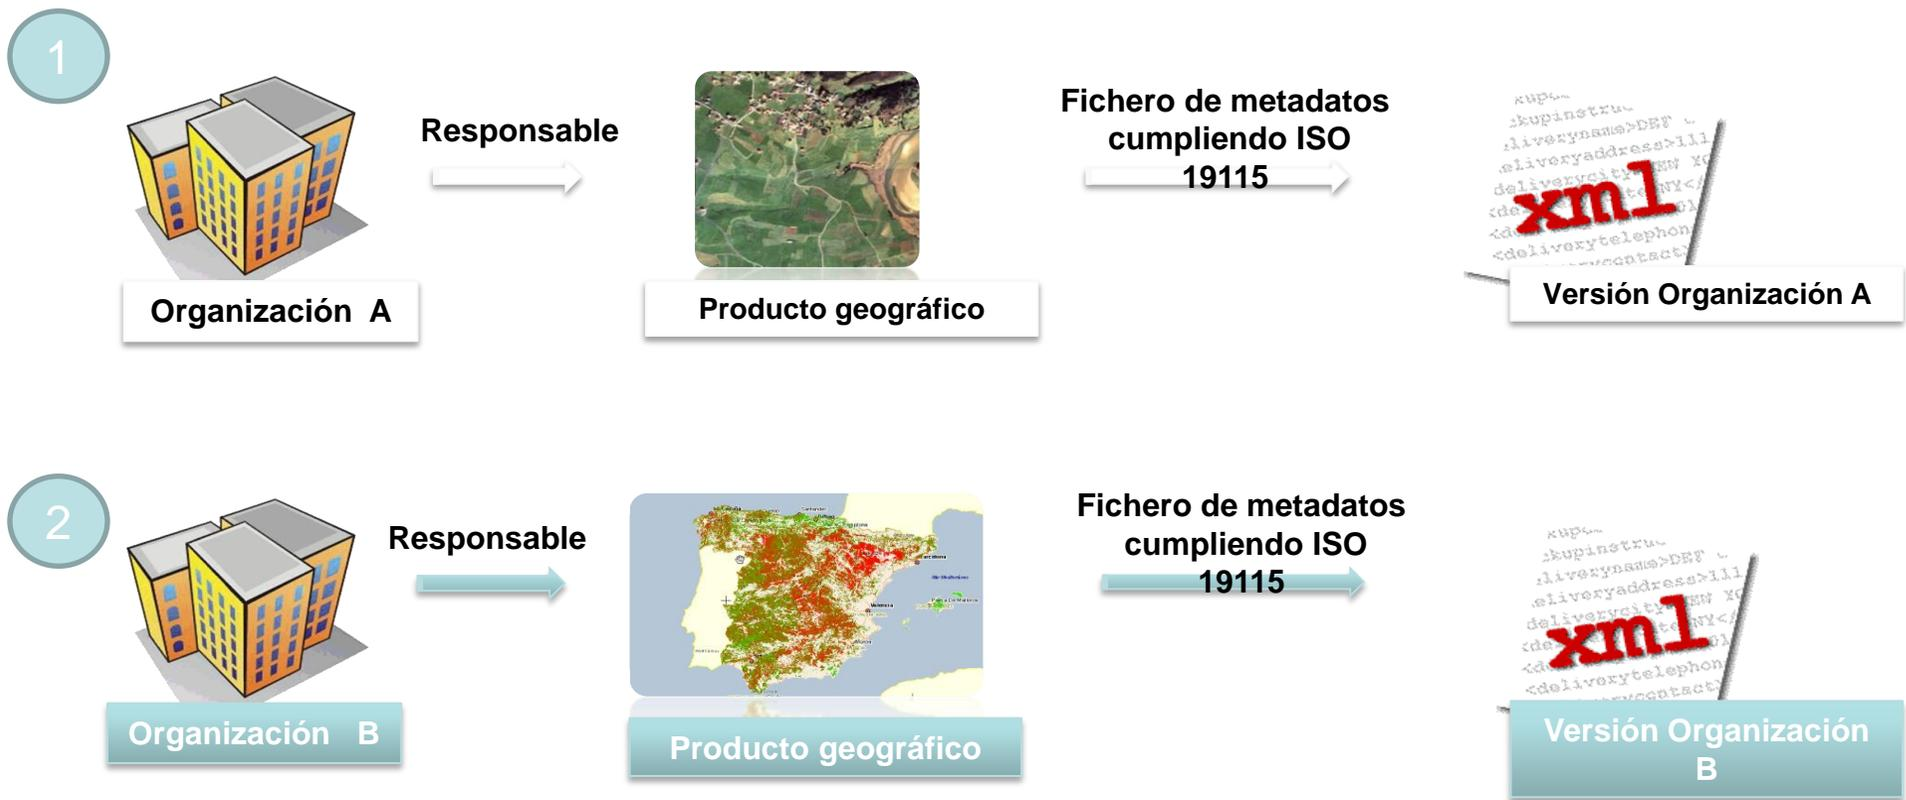 1
Responsable
Fichero de metadatos
cumpliendo ISO
19115
xml
Organización A
Producto geográfico
Versión Organización A
2
Responsable
Fichero de metadatos
cumpliendo ISO
19115
Valencia
xml
Organización B
Producto geográfico
Versión Organización
B